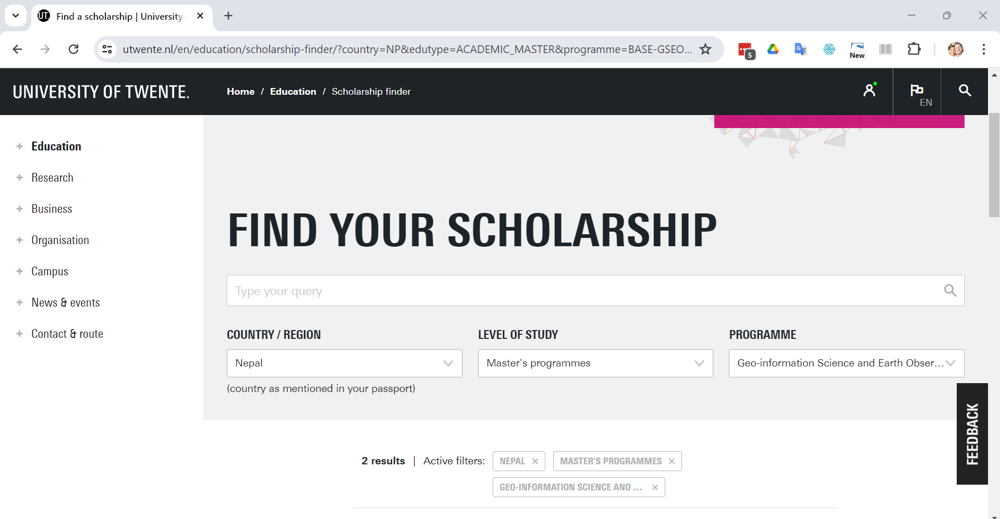 Find a scholarship | University
utwente.nl/en/education/scholarship-finder/?country=NP&edutype=ACADEMIC_MASTER&programme=BASE-GSEO...
5
New
UNIVERSITY OF TWENTE.
Home / Education / Scholarship finder
EN
Education
Research
Business
Organisation
Campus
News & events
Contact & route
FIND YOUR SCHOLARSHIP
Type your query
COUNTRY / REGION
LEVEL OF STUDY
PROGRAMME
Nepal
Master's programmes
Geo-information Science and Earth Obser...
(country as mentioned in your passport)
FEEDBACK
2 results | Active filters: NEPAL × MASTER'S PROGRAMMES ×
GEO-INFORMATION SCIENCE AND ... ×